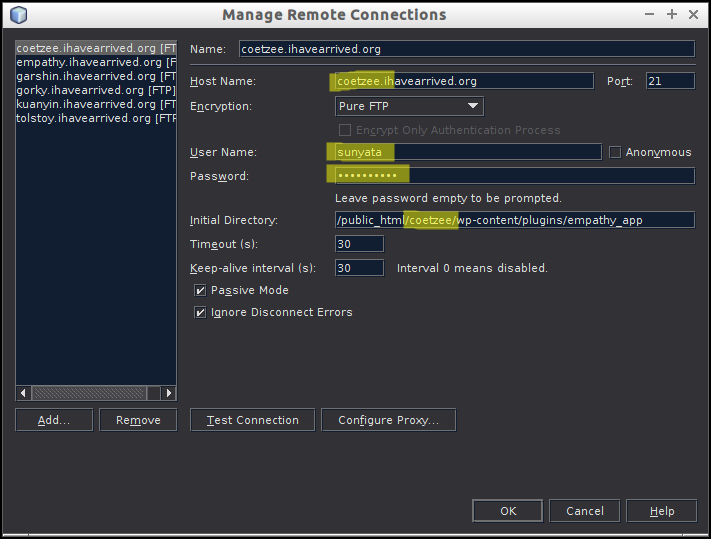 Manage Remote Connections
coetzee.ihavearrived.org [FT
empathy.ihavearrived.org [FT
garshin.ihavearrived.org [FT
gorky.ihavearrived.org [FTP]
kuanyin.ihavearrived.org [FT
tolstoy.ihavearrived.org [FTP
Name: coetzee.ihavearrived.org
Host Name: coetzee.ihavearrived.org Port: 21
Encryption: Pure FTP
Encrypt Only Authentication Process
User Name: sunyata Anonymous
Password: ••••••••••
Leave password empty to be prompted.
Initial Directory: /public_html/coetzee/wp-content/plugins/empathy_app
Timeout (s): 30
Keep-alive interval (s): 30 Interval 0 means disabled.
Passive Mode
Ignore Disconnect Errors
Add... Remove Test Connection Configure Proxy...
OK Cancel Help